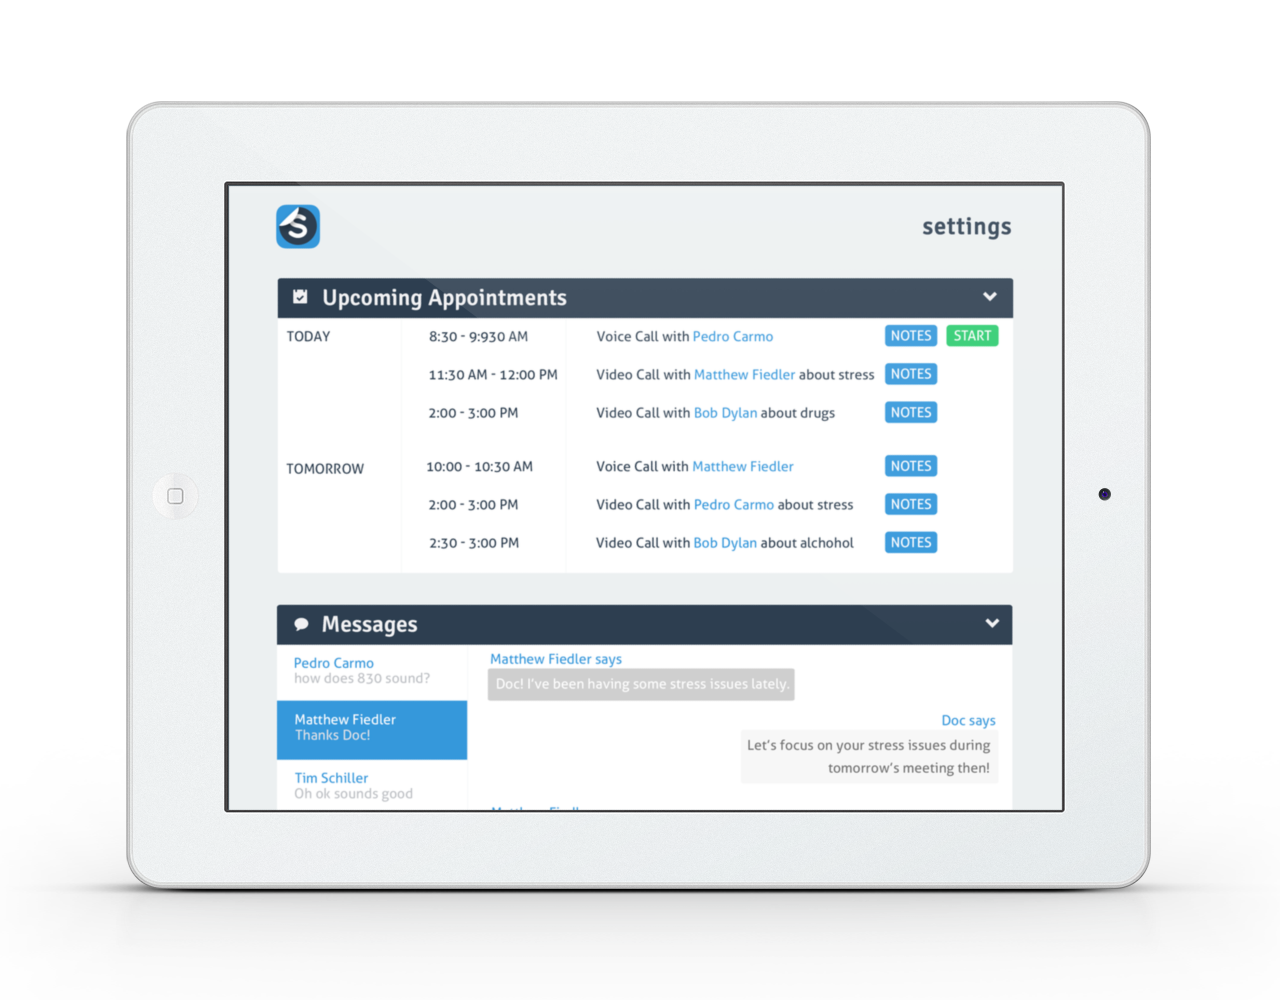 S
settings
Upcoming Appointments
TODAY 8:30 - 9:930 AM Voice Call with Pedro Carmo NOTES START
11:30 AM - 12:00 PM Video Call with Matthew Fiedler about stress NOTES
2:00 - 3:00 PM Video Call with Bob Dylan about drugs NOTES
TOMORROW 10:00 - 10:30 AM Voice Call with Matthew Fiedler NOTES
2:00 - 3:00 PM Video Call with Pedro Carmo about stress NOTES
2:30 - 3:00 PM Video Call with Bob Dylan about alchohol NOTES
Messages
Pedro Carmo
how does 830 sound?
Matthew Fiedler
Thanks Doc!
Tim Schiller
Oh ok sounds good
Matthew Fiedler says
Doc! I've been having some stress issues lately.
Doc says
Let's focus on your stress issues during
tomorrow's meeting then!